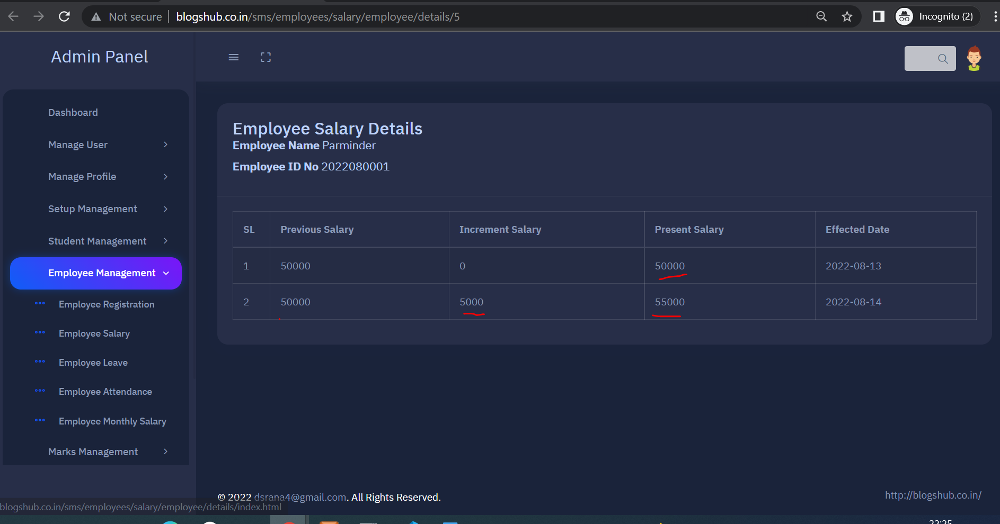 Not secure | blogshub.co.in/sms/employees/salary/employee/details/5 Incognito (2)
Admin Panel
Dashboard
Manage User
Manage Profile
Setup Management
Student Management
Employee Management
Employee Registration
Employee Salary
Employee Leave
Employee Attendance
Employee Monthly Salary
Marks Management
Employee Salary Details
Employee Name Parminder
Employee ID No 2022080001
SL Previous Salary Increment Salary Present Salary Effected Date
1 50000 0 50000 2022-08-13
2 50000 5000 55000 2022-08-14
© 2022 dsrana4@gmail.com. All Rights Reserved. http://blogshub.co.in/
blogshub.co.in/sms/employees/salary/employee/details/index.html
22:25